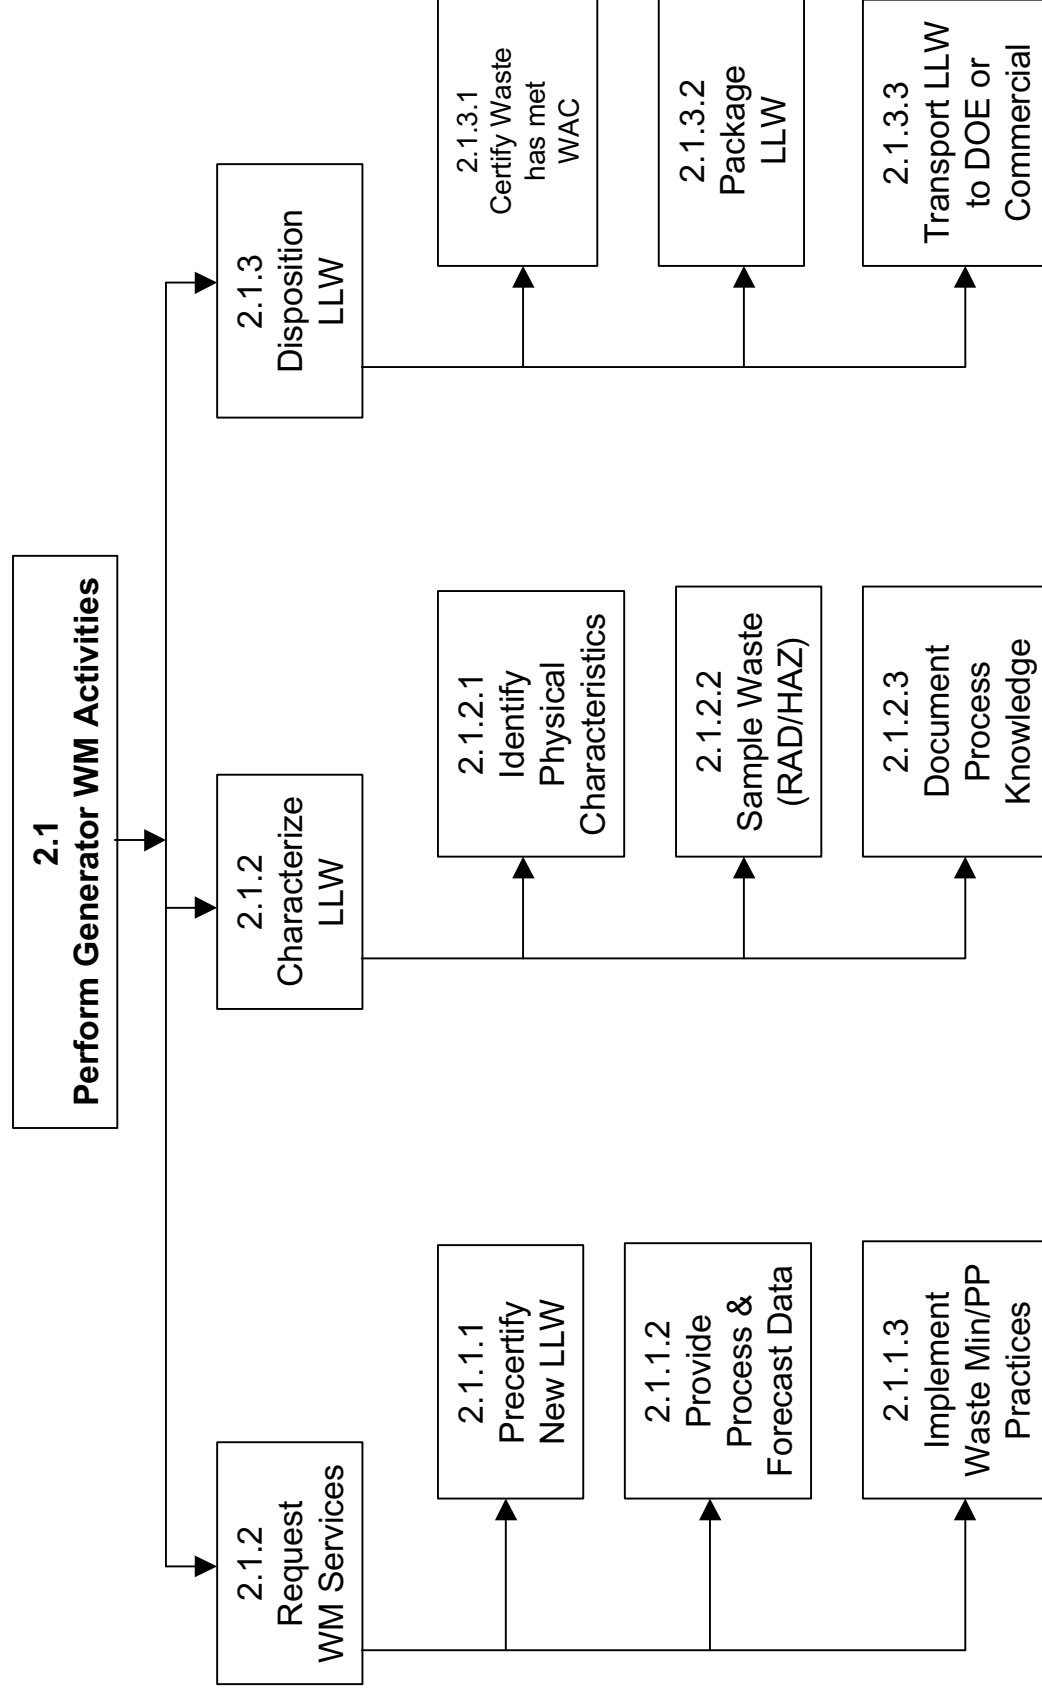 2.1
Perform Generator WM Activities
2.1.2
Request
WM Services
2.1.1.1
Precertify
New LLW
2.1.1.2
Provide
Process &
Forecast Data
2.1.1.3
Implement
Waste Min/PP
Practices
2.1.2
Characterize
LLW
2.1.2.1
Identify
Physical
Characteristics
2.1.2.2
Sample Waste
(RAD/HAZ)
2.1.2.3
Document
Process
Knowledge
2.1.3
Disposition
LLW
2.1.3.1
Certify Waste
has met
WAC
2.1.3.2
Package
LLW
2.1.3.3
Transport LLW
to DOE or
Commercial